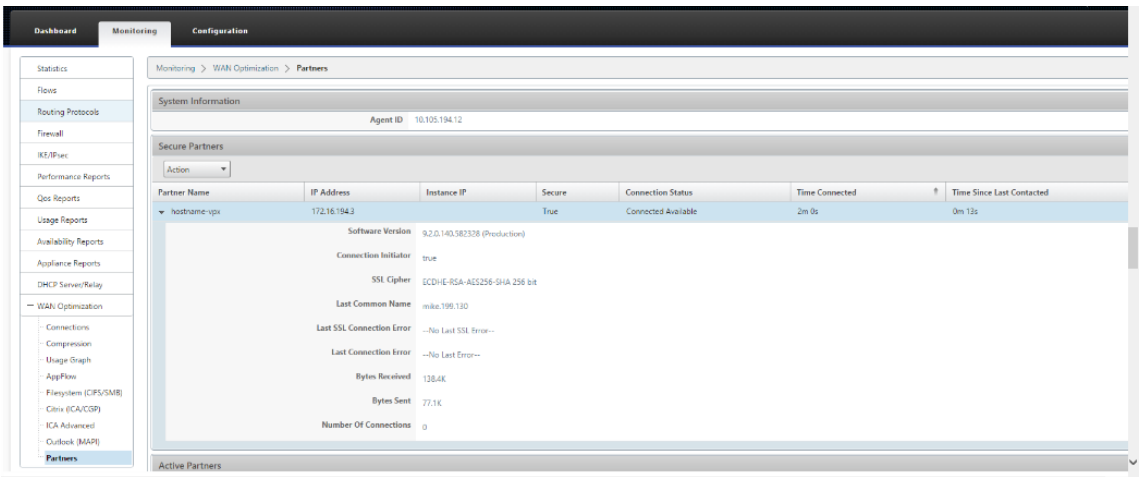 Dashboard Monitoring Configuration
Statistics
Flows
Routing Protocols
Firewall
IKE/IPsec
Performance Reports
Qos Reports
Usage Reports
Availability Reports
Appliance Reports
DHCP Server/Relay
WAN Optimization
Connections
Compression
Usage Graph
AppFlow
Filesystem (CIFS/SMB)
Citrix (ICA/CGP)
ICA Advanced
Outlook (MAPI)
Partners
Monitoring > WAN Optimization > Partners
System Information
Agent ID 10.105.194.12
Secure Partners
Action
Partner Name IP Address Instance IP Secure Connection Status Time Connected Time Since Last Contacted
hostname-vpx 172.16.194.3 True Connected Available 2m 0s 0m 13s
Software Version 9.2.0.140.582328 (Production)
Connection Initiator true
SSL Cipher ECDHE-RSA-AES256-SHA 256 bit
Last Common Name mike.199.130
Last SSL Connection Error --No Last SSL Error--
Last Connection Error --No Last Error--
Bytes Received 138.4K
Bytes Sent 77.1K
Number Of Connections 0
Active Partners